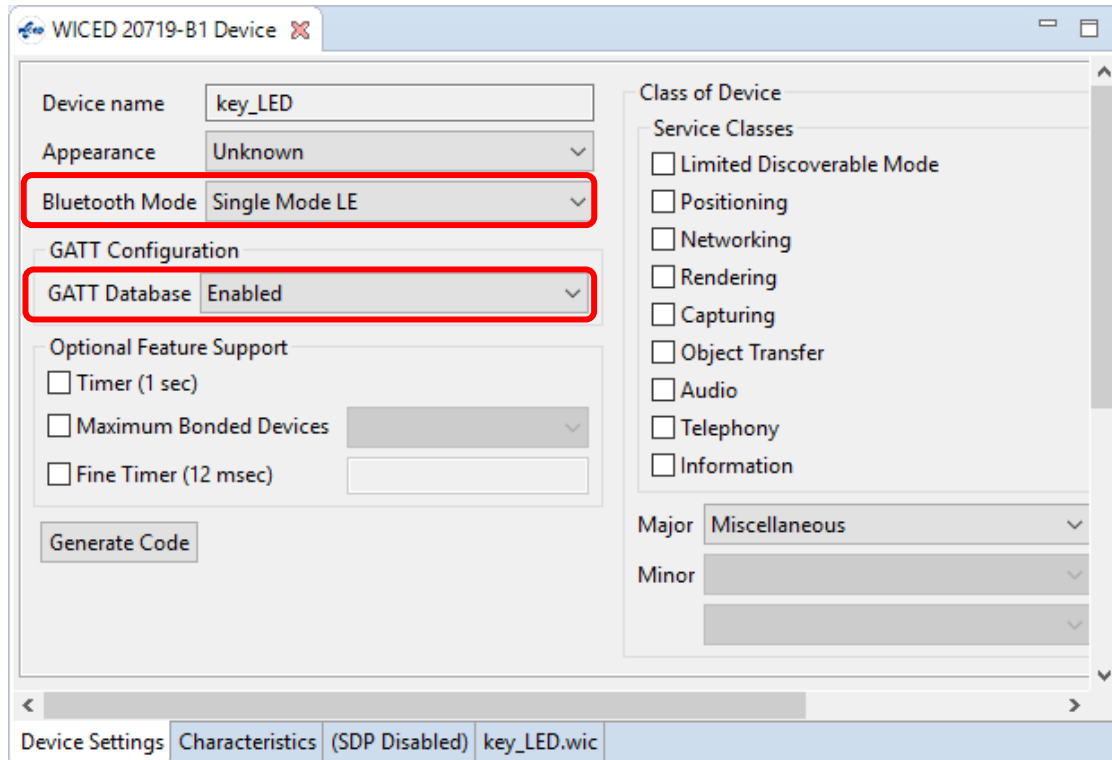 WICED 20719-B1 Device
Device name key_LED
Appearance Unknown
Bluetooth Mode Single Mode LE
GATT Configuration
GATT Database Enabled
Optional Feature Support
Timer (1 sec)
Maximum Bonded Devices
Fine Timer (12 msec)
Generate Code
Class of Device
Service Classes
Limited Discoverable Mode
Positioning
Networking
Rendering
Capturing
Object Transfer
Audio
Telephony
Information
Major Miscellaneous
Minor
Device Settings Characteristics (SDP Disabled) key_LED.wic